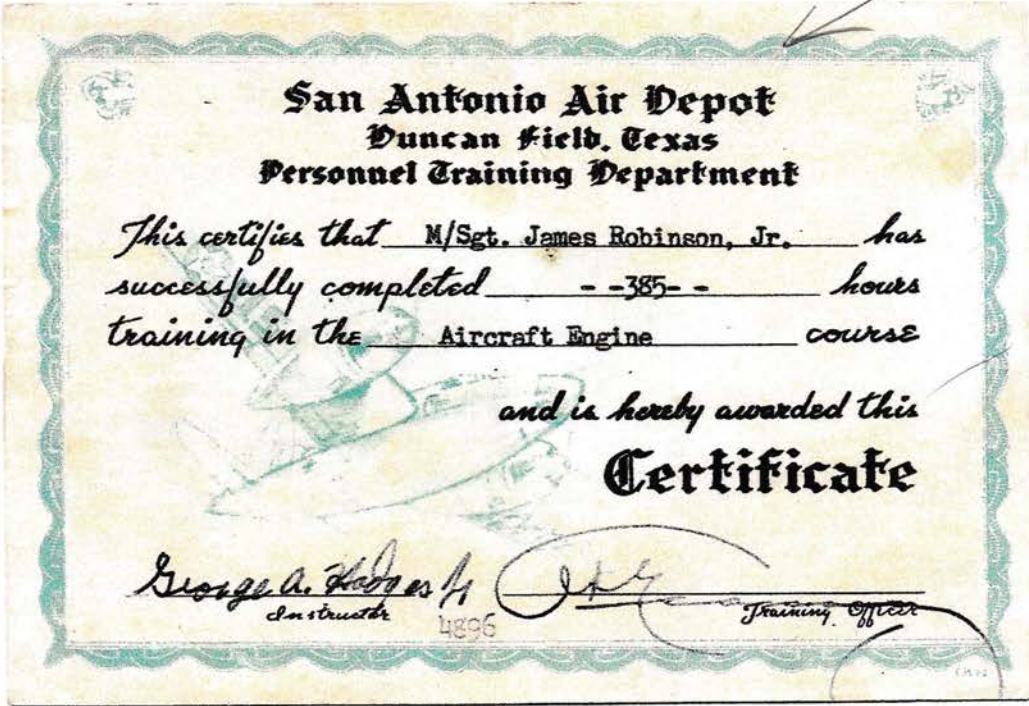 San Antonio Air Depot
Duncan Field, Texas
Personnel Training Department
This certifies that M/Sgt. James Robinson, Jr. has
successfully completed - -385- - hours
training in the Aircraft Engine course
and is hereby awarded this
Certificate
George A. Hodges Jr
Instructor
Training Officer
4896